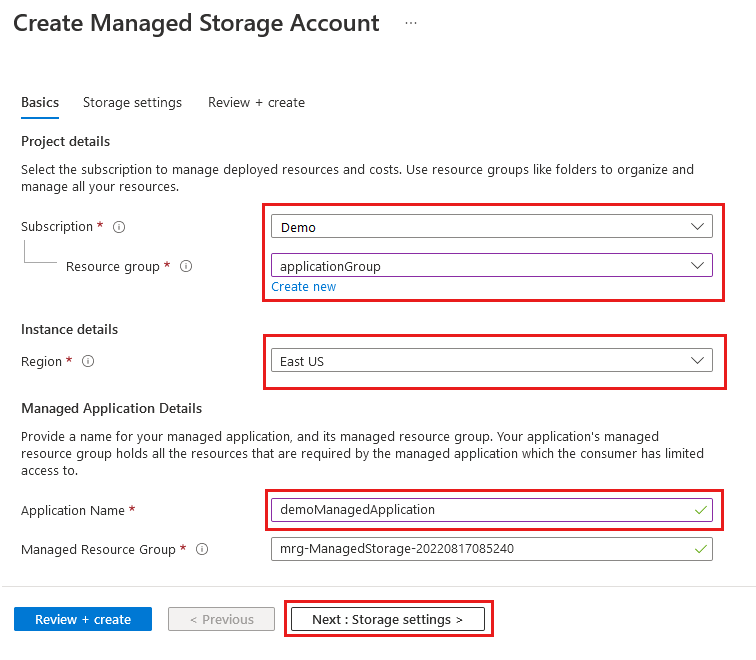 Create Managed Storage Account ...
Basics Storage settings Review + create
Project details
Select the subscription to manage deployed resources and costs. Use resource groups like folders to organize and
manage all your resources.
Subscription * Demo
Resource group * applicationGroup
Create new
Instance details
Region * East US
Managed Application Details
Provide a name for your managed application, and its managed resource group. Your application's managed
resource group holds all the resources that are required by the managed application which the consumer has limited
access to.
Application Name * demoManagedApplication
Managed Resource Group * mrg-ManagedStorage-20220817085240
Review + create < Previous Next : Storage settings >